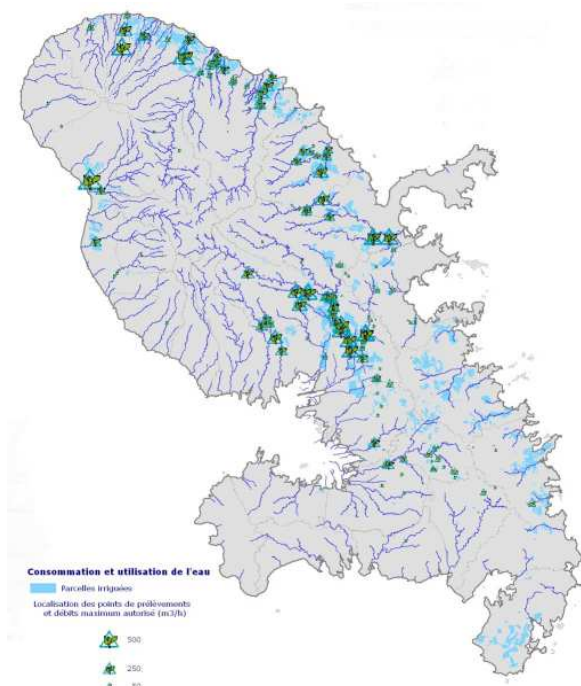 Consommation et utilisation de l'eau
Parcelles irriguées
Localisation des points de prélèvements
et débits maximum autorisé (m3/h)
500
250
50